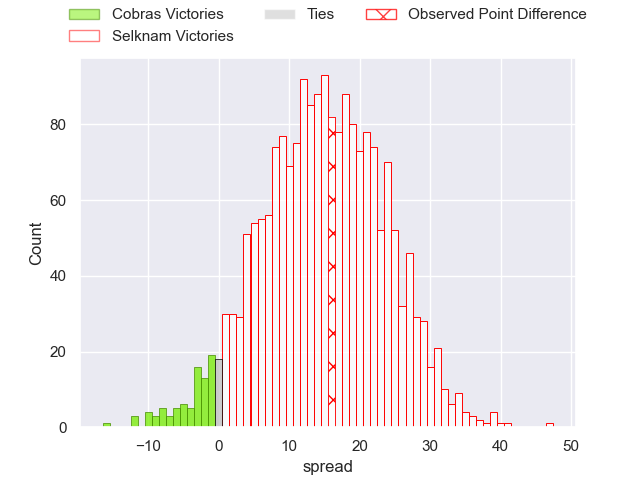 Cobras Victories
Ties
Observed Point Difference
Selknam Victories
80
60
40
20
0
Count
−10
0
10
20
30
40
50
spread